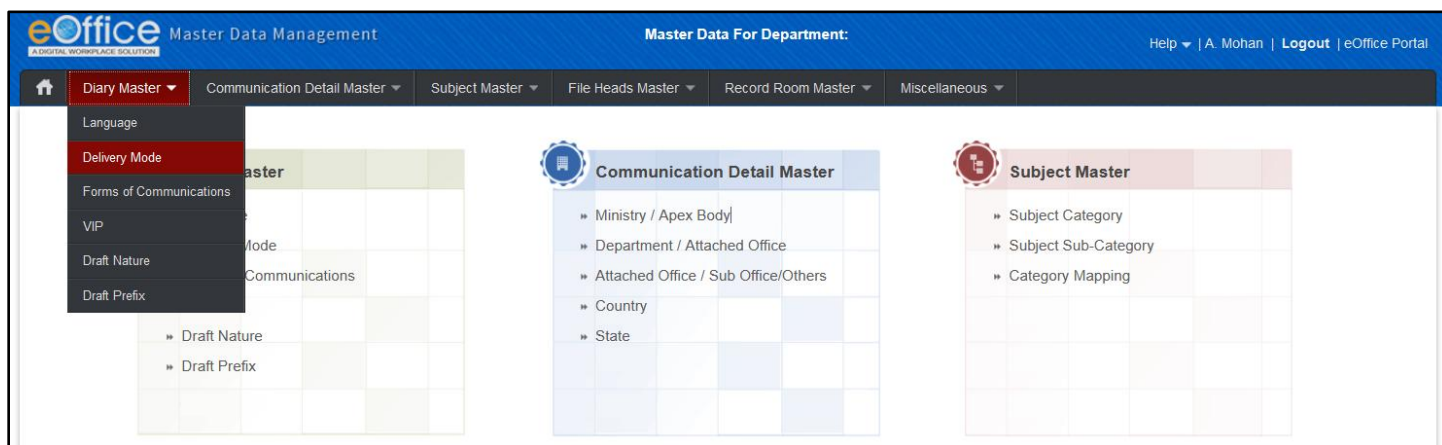 eOffice
A DIGITAL WORKPLACE SOLUTION
Master Data Management
Master Data For Department:
Help | A. Mohan | Logout | eOffice Portal
Diary Master
Communication Detail Master
Subject Master
File Heads Master
Record Room Master
Miscellaneous
Language
Delivery Mode
Forms of Communications
VIP
Draft Nature
Draft Prefix
aster
e
Mode
Communications
» Draft Nature
» Draft Prefix
Communication Detail Master
» Ministry / Apex Body
» Department / Attached Office
» Attached Office / Sub Office/Others
» Country
» State
Subject Master
» Subject Category
» Subject Sub-Category
» Category Mapping